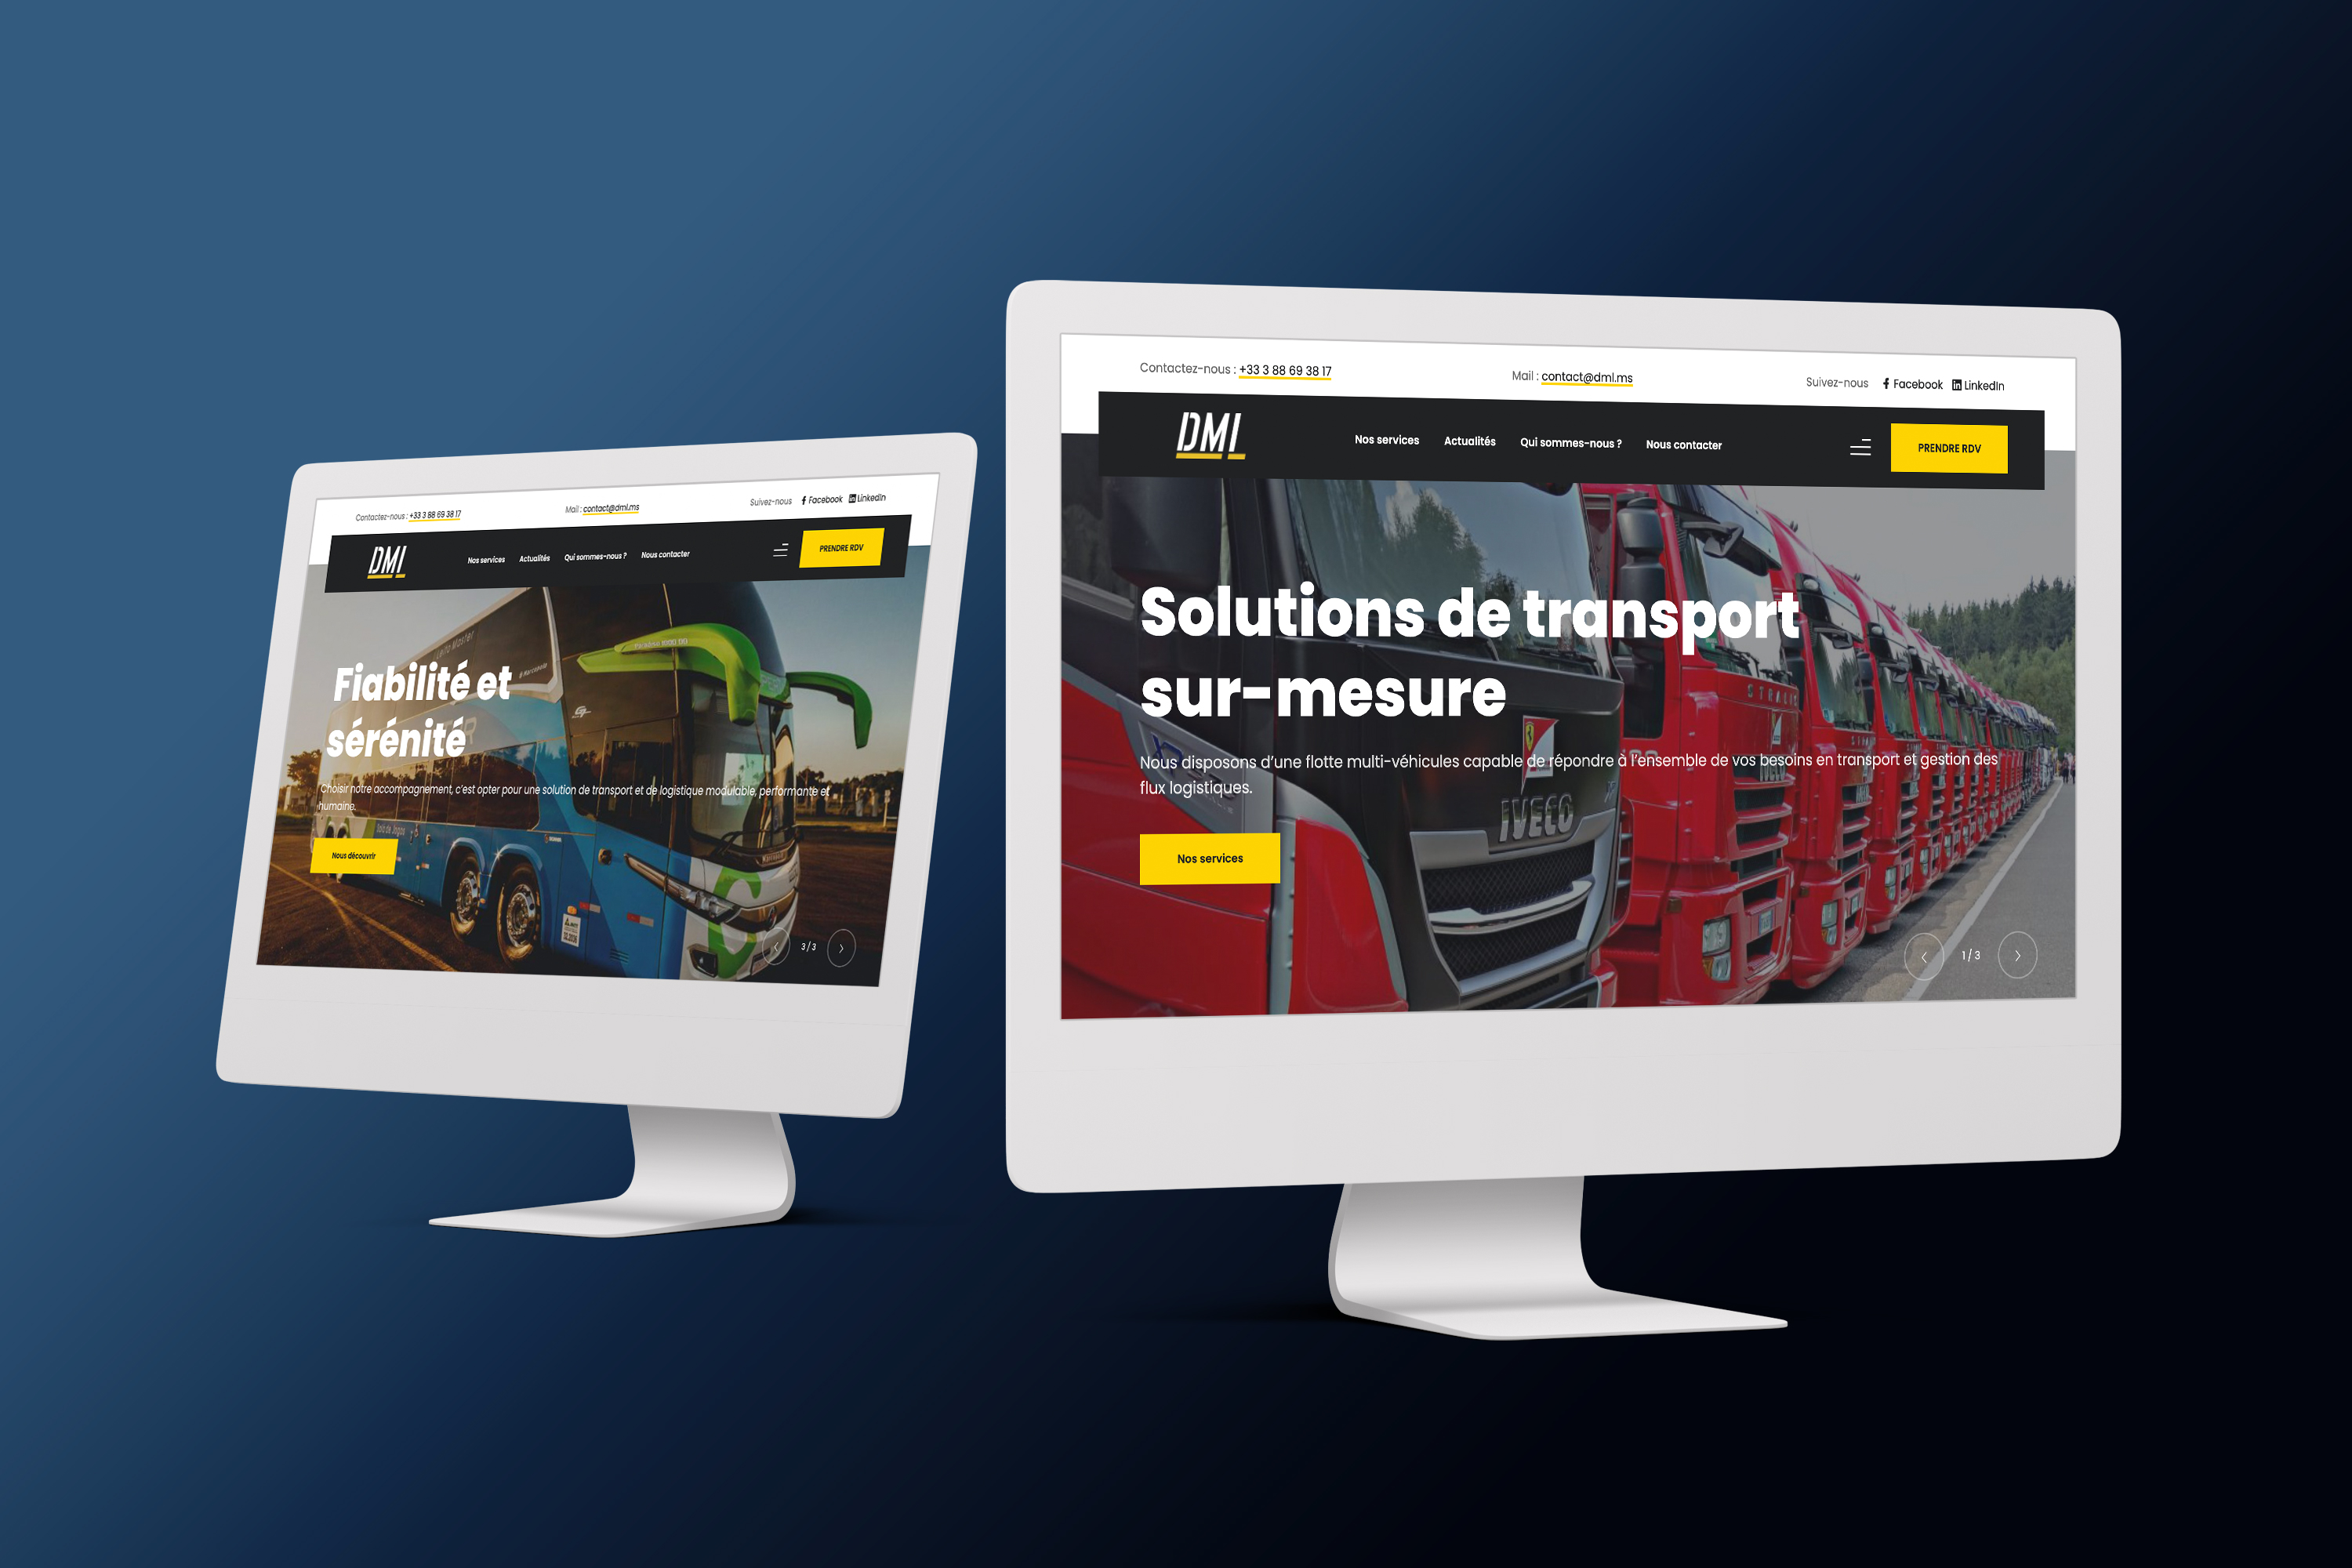 Contactez-nous : +33 3 88 69 38 17
Mail : contact@dml.ms
Suivez-nous
Facebook
LinkedIn
DML
Nos services
Actualités
Qui sommes-nous ?
Nous contacter
PRENDRE RDV
Fiabilité et
sérénité
Choisir notre accompagnement, c'est opter pour une solution de transport et de logistique modulable, performante et
humaine.
Nous découvrir
3 / 3
Contactez-nous : +33 3 88 69 38 17
Mail : contact@dml.ms
Suivez-nous
Facebook
LinkedIn
DML
Nos services
Actualités
Qui sommes-nous ?
Nous contacter
PRENDRE RDV
Solutions de transport
sur-mesure
Nous disposons d'une flotte multi-véhicules capable de répondre à l'ensemble de vos besoins en transport et gestion des
flux logistiques.
Nos services
STRALIS
IVECO
1 / 3